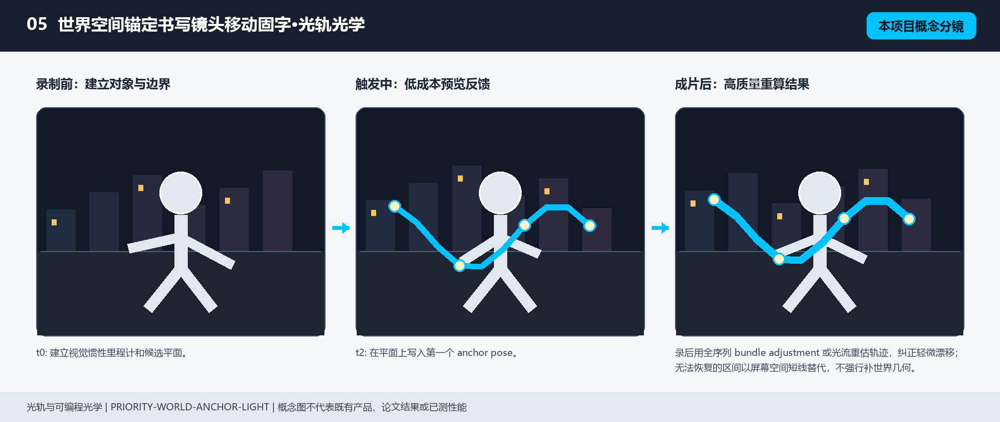 05 世界空间锚定书写镜头移动固字·光轨光学
本项目概念分镜
录制前：建立对象与边界
触发中：低成本预览反馈
成片后：高质量重算结果
t0: 建立视觉惯性里程计和候选平面。
t2: 在平面上写入第一个 anchor pose。
录后用全序列 bundle adjustment 或光流重估轨迹，纠正轻微漂移；
无法恢复的区间以屏幕空间短线替代，不强行补世界几何。
光轨与可编程光学 | PRIORITY-WORLD-ANCHOR-LIGHT | 概念图不代表既有产品、论文结果或已测性能